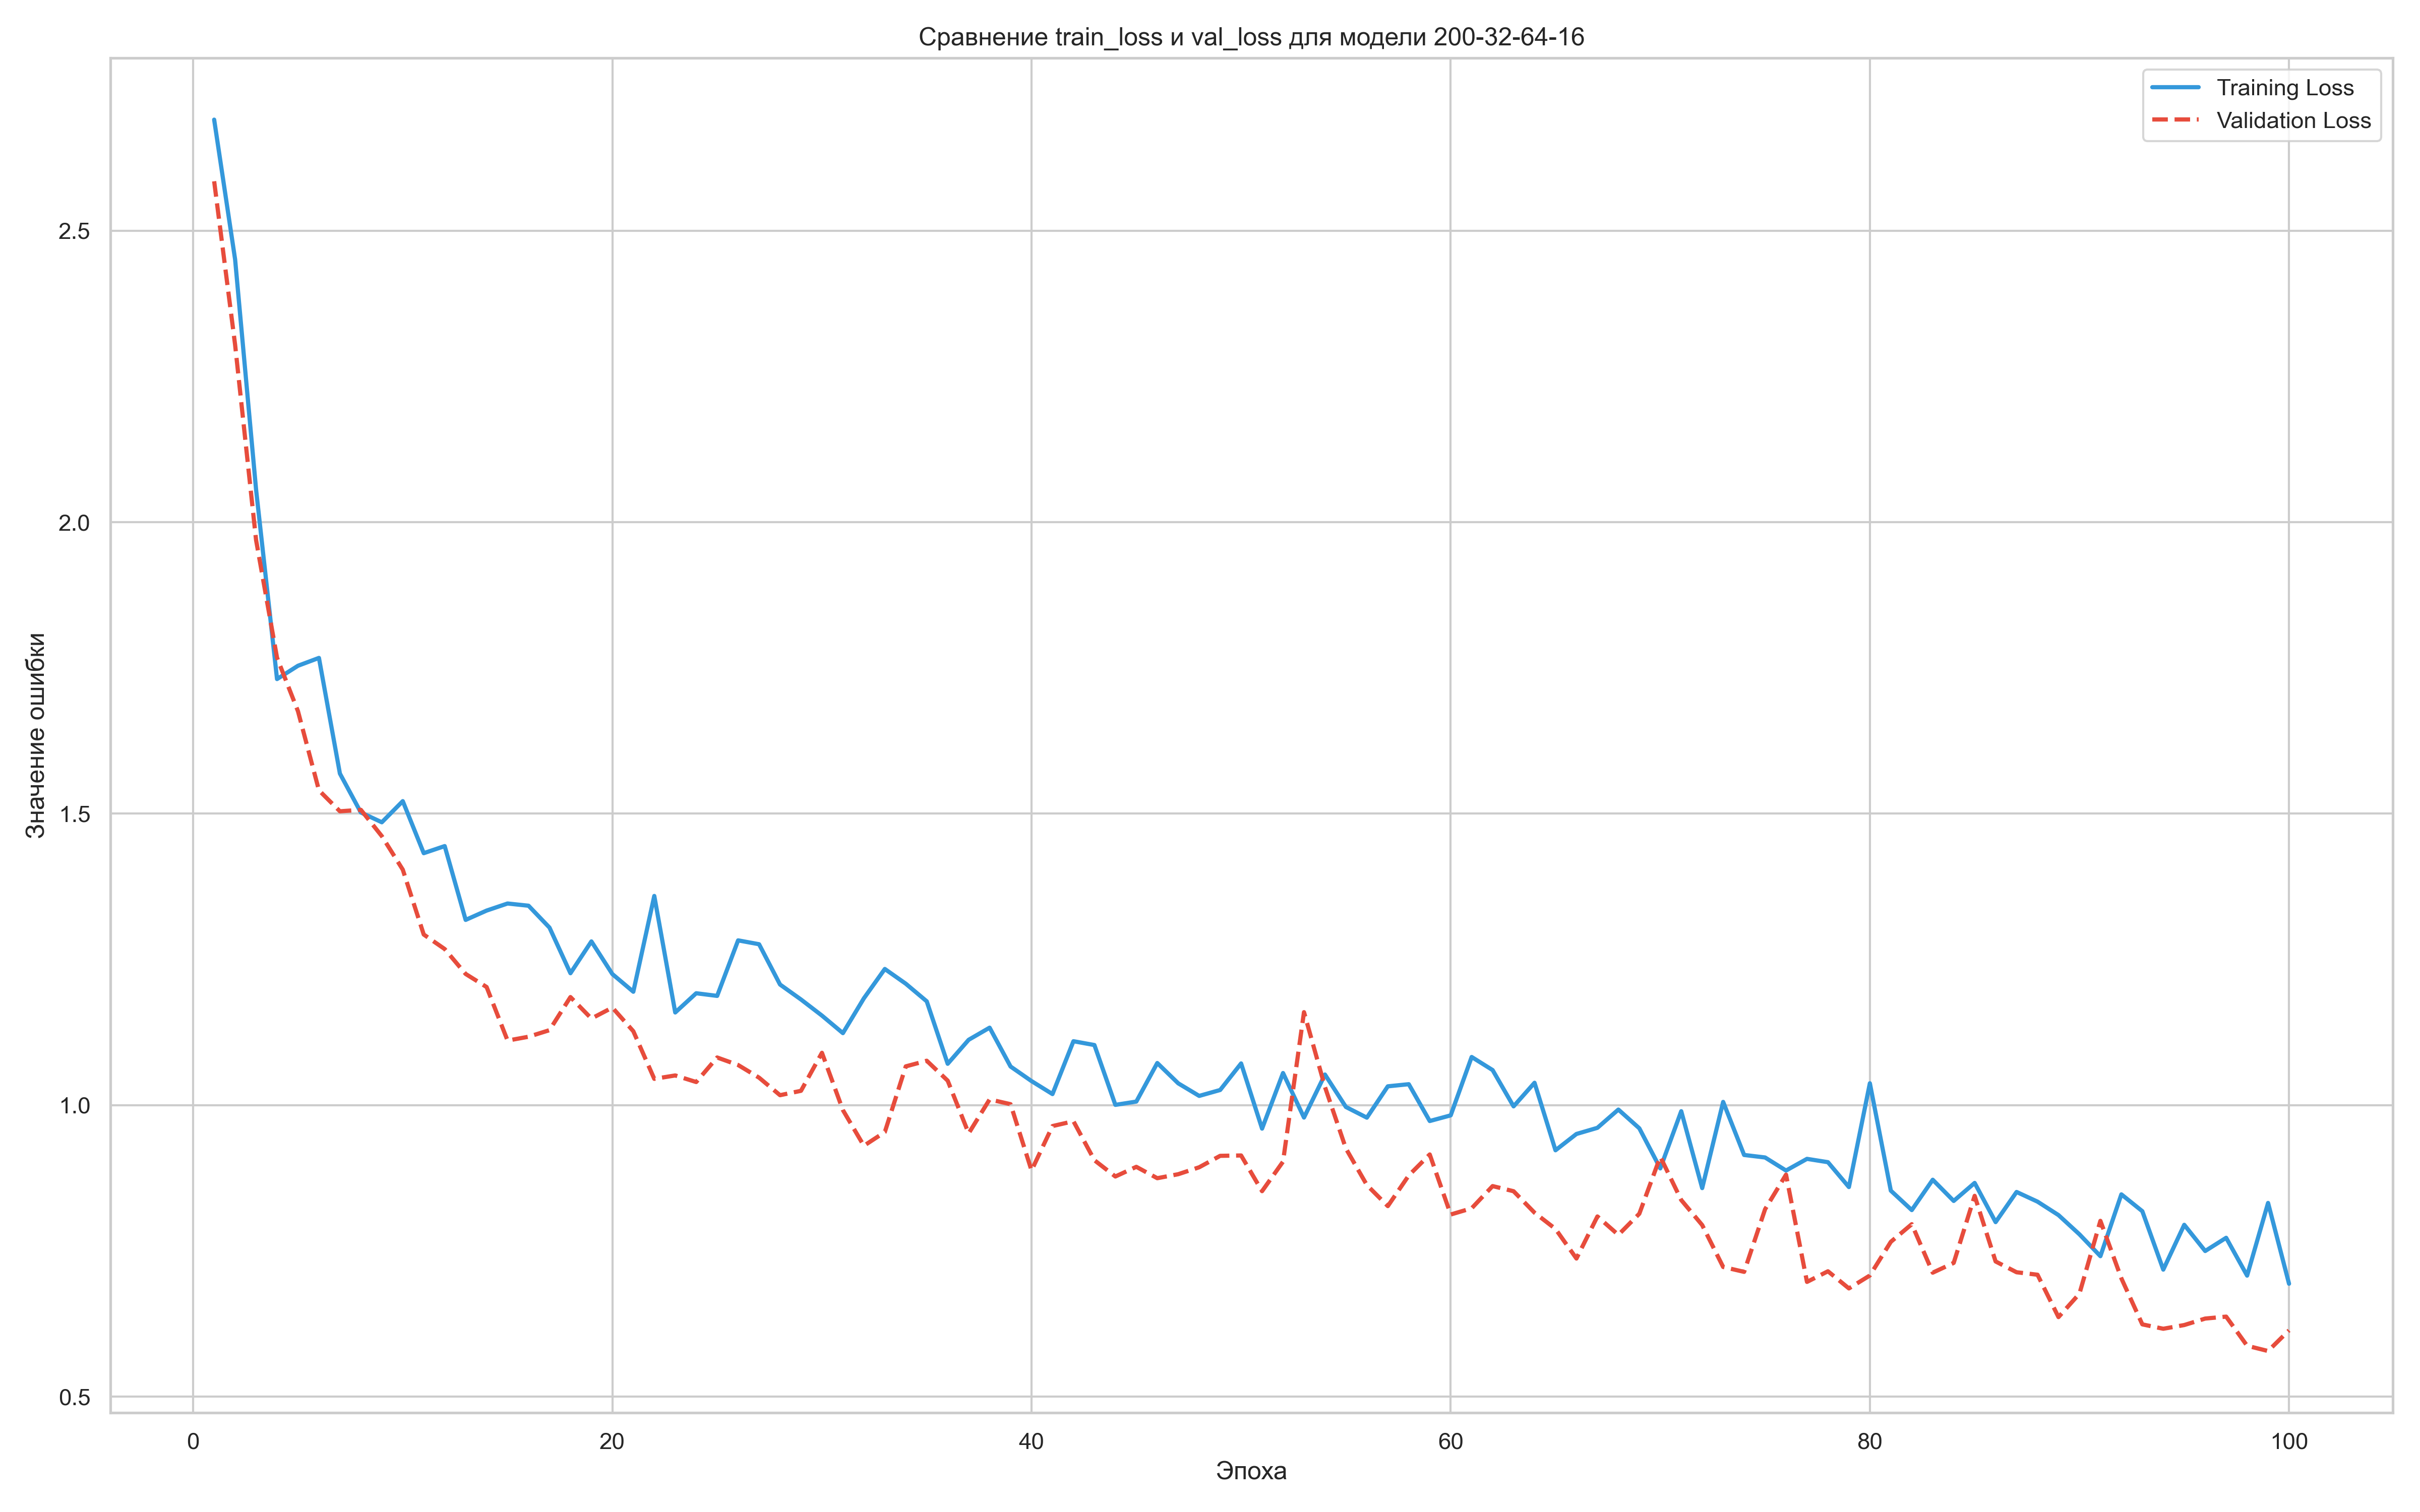 Сравнение train_loss и val_loss для модели 200-32-64-16
Training Loss
Validation Loss
Значение ошибки
2.5
2.0
1.5
1.0
0.5
0 20 40 60 80 100
Эпоха